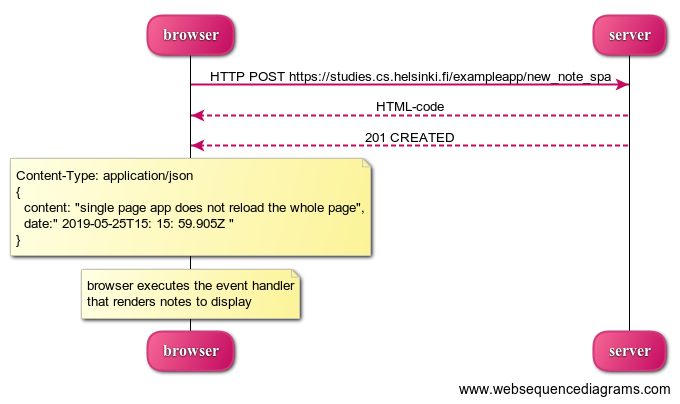 browser
server
HTTP POST https://studies.cs.helsinki.fi/exampleapp/new_note_spa
HTML-code
201 CREATED
Content-Type: application/json
{
content: "single page app does not reload the whole page",
date:" 2019-05-25T15: 15: 59.905Z "
}
browser executes the event handler
that renders notes to display
browser
server
www.websequencediagrams.com